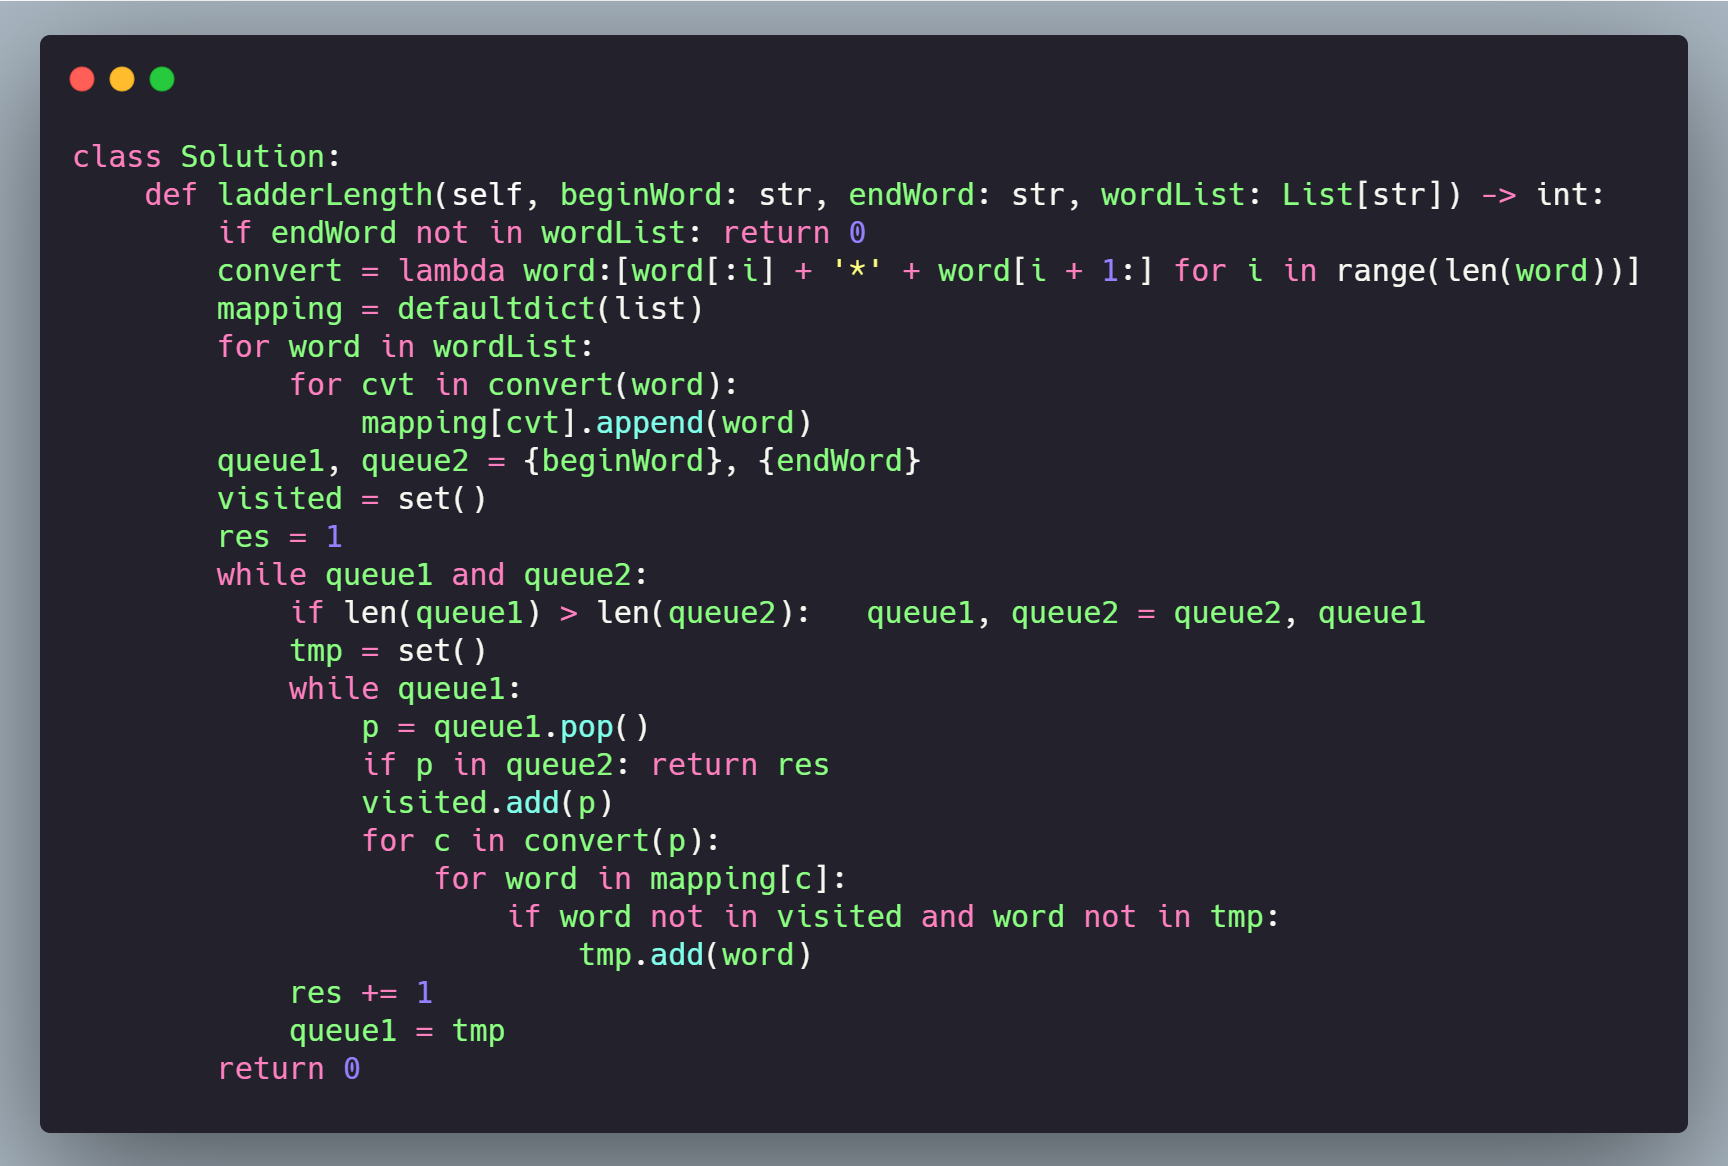 class Solution:
    def ladderLength(self, beginWord: str, endWord: str, wordList: List[str]) -> int:
        if endWord not in wordList: return 0
        convert = lambda word:[word[:i] + '*' + word[i + 1:] for i in range(len(word))]
        mapping = defaultdict(list)
        for word in wordList:
            for cvt in convert(word):
                mapping[cvt].append(word)
        queue1, queue2 = {beginWord}, {endWord}
        visited = set()
        res = 1
        while queue1 and queue2:
            if len(queue1) > len(queue2):   queue1, queue2 = queue2, queue1
            tmp = set()
            while queue1:
                p = queue1.pop()
                if p in queue2: return res
                visited.add(p)
                for c in convert(p):
                    for word in mapping[c]:
                        if word not in visited and word not in tmp:
                            tmp.add(word)
            res += 1
            queue1 = tmp
        return 0